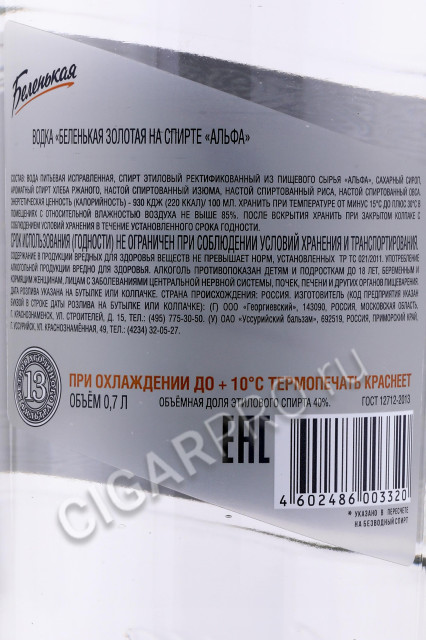 Беленькая
ВОДКА «БЕЛЕНЬКАЯ ЗОЛОТАЯ НА СПИРТЕ «АЛЬФА»
СОСТАВ: ВОДА ПИТЬЕВАЯ ИСПРАВЛЕННАЯ, СПИРТ ЭТИЛОВЫЙ РЕКТИФИКОВАННЫЙ ИЗ ПИЩЕВОГО СЫРЬЯ «АЛЬФА», САХАРНЫЙ СИРОП,
АРОМАТНЫЙ СПИРТ ХЛЕБА РЖАНОГО, НАСТОЙ СПИРТОВАННЫЙ ИЗЮМА, НАСТОЙ СПИРТОВАННЫЙ РИСА, НАСТОЙ СПИРТОВАННЫЙ ОВСА.
ЭНЕРГЕТИЧЕСКАЯ ЦЕННОСТЬ (КАЛОРИЙНОСТЬ) - 930 КДЖ (220 ККАЛ)/ 100 МЛ. ХРАНИТЬ ПРИ ТЕМПЕРАТУРЕ ОТ МИНУС 15°С ДО ПЛЮС 30°С В
ПОМЕЩЕНИЯХ С ОТНОСИТЕЛЬНОЙ ВЛАЖНОСТЬЮ ВОЗДУХА НЕ ВЫШЕ 85%. ПОСЛЕ ВСКРЫТИЯ ХРАНИТЬ ПРИ ЗАКРЫТОМ КОЛПАКЕ С
СОБЛЮДЕНИЕМ УСЛОВИЙ ХРАНЕНИЯ В ТЕЧЕНИЕ УСТАНОВЛЕННОГО СРОКА ГОДНОСТИ.
СРОК ИСПОЛЬЗОВАНИЯ (ГОДНОСТИ) НЕ ОГРАНИЧЕН ПРИ СОБЛЮДЕНИИ УСЛОВИЙ ХРАНЕНИЯ И ТРАНСПОРТИРОВАНИЯ.
СОДЕРЖАНИЕ В ПРОДУКЦИИ ВРЕДНЫХ ДЛЯ ЗДОРОВЬЯ ВЕЩЕСТВ НЕ ПРЕВЫШАЕТ НОРМ, УСТАНОВЛЕННЫХ ТР ТС 021/2011. УПОТРЕБЛЕНИЕ
АЛКОГОЛЬНОЙ ПРОДУКЦИИ ВРЕДНО ДЛЯ ЗДОРОВЬЯ. АЛКОГОЛЬ ПРОТИВОПОКАЗАН ДЕТЯМ И ПОДРОСТКАМ ДО 18 ЛЕТ, БЕРЕМЕННЫМ И
КОРМЯЩИМ ЖЕНЩИНАМ, ЛИЦАМ С ЗАБОЛЕВАНИЯМИ ЦЕНТРАЛЬНОЙ НЕРВНОЙ СИСТЕМЫ, ПОЧЕК, ПЕЧЕНИ И ДРУГИХ ОРГАНОВ ПИЩЕВАРЕНИЯ.
ДАТА РОЗЛИВА УКАЗАНА НА БУТЫЛКЕ ИЛИ КОЛПАЧКЕ. СТРАНА ПРОИСХОЖДЕНИЯ: РОССИЯ. ИЗГОТОВИТЕЛЬ (КОД ПРЕДПРИЯТИЯ УКАЗАН
БУКВОЙ В СТРОКЕ ДАТЫ РОЗЛИВА НА БУТЫЛКЕ ИЛИ КОЛПАЧКЕ): (Г) ООО «Георгиевский», 143090, РОССИЯ, МОСКОВСКАЯ ОБЛАСТЬ,
Г. КРАСНОЗНАМЕНСК, УЛ. СТРОИТЕЛЕЙ, Д. 15, ТЕЛ.: (495) 775-30-50. (У) ОАО «Уссурийский бальзам», 692519, РОССИЯ, ПРИМОРСКИЙ КРАЙ,
Г. УССУРИЙСК, УЛ. КРАСНОЗНАМЁННАЯ, 49, ТЕЛ.: (4234) 32-05-27.
13
ПРИ ОХЛАЖДЕНИИ ДО + 10°С ТЕРМОПЕЧАТЬ КРАСНЕЕТ
ОБЪЁМ 0,7 Л
ОБЪЁМНАЯ ДОЛЯ ЭТИЛОВОГО СПИРТА 40%.
ГОСТ 12712-2013
EAC
4 602486 003320
* УКАЗАНО В ПЕРЕСЧЕТЕ
НА БЕЗВОДНЫЙ СПИРТ
CIGARPRO.ru